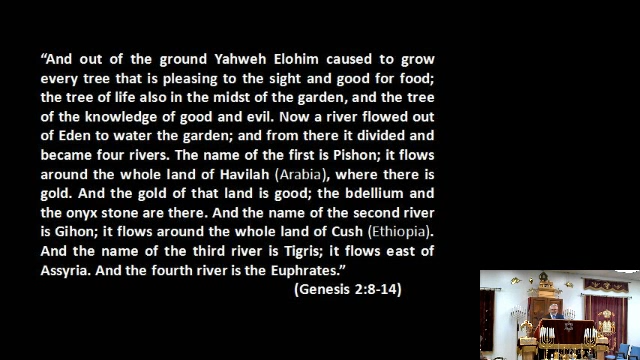 “And out of the ground Yahweh Elohim caused to grow
every tree that is pleasing to the sight and good for food;
the tree of life also in the midst of the garden, and the tree
of the knowledge of good and evil. Now a river flowed out
of Eden to water the garden; and from there it divided and
became four rivers. The name of the first is Pishon; it flows
around the whole land of Havilah (Arabia), where there is
gold. And the gold of that land is good; the bdellium and
the onyx stone are there. And the name of the second river
is Gihon; it flows around the whole land of Cush (Ethiopia).
And the name of the third river is Tigris; it flows east of
Assyria. And the fourth river is the Euphrates.”
(Genesis 2:8-14)